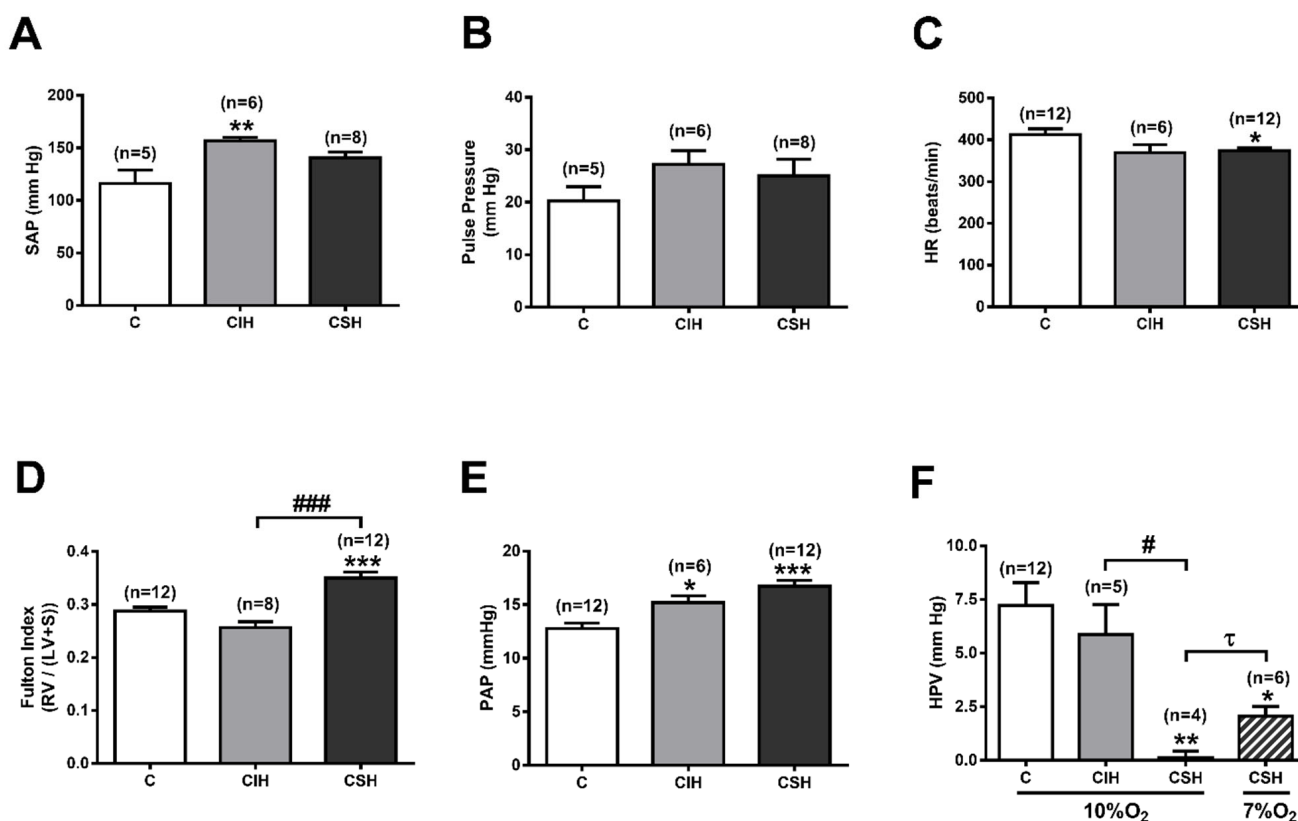 A
SAP (mm Hg)
200
150
100
50
0
(n=5)
(n=6)
**
(n=8)
C
CIH
CSH
B
Pulse Pressure
(mm Hg)
40
30
20
10
0
(n=5)
(n=6)
(n=8)
C
CIH
CSH
C
HR (beats/min)
500
400
300
200
100
0
(n=12)
(n=6)
(n=12)
*
C
CIH
CSH
D
Fulton Index
(RV / (LV+S))
0.4
0.3
0.2
0.1
0.0
###
(n=12)
(n=8)
(n=12)
***
C
CIH
CSH
E
PAP (mmHg)
20
15
10
5
0
(n=12)
(n=6)
*
(n=12)
***
C
CIH
CSH
F
HPV (mm Hg)
10.0
7.5
5.0
2.5
0.0
#
(n=12)
(n=5)
τ
(n=4)
**
(n=6)
*
C
CIH
CSH
CSH
10%O₂
7%O₂